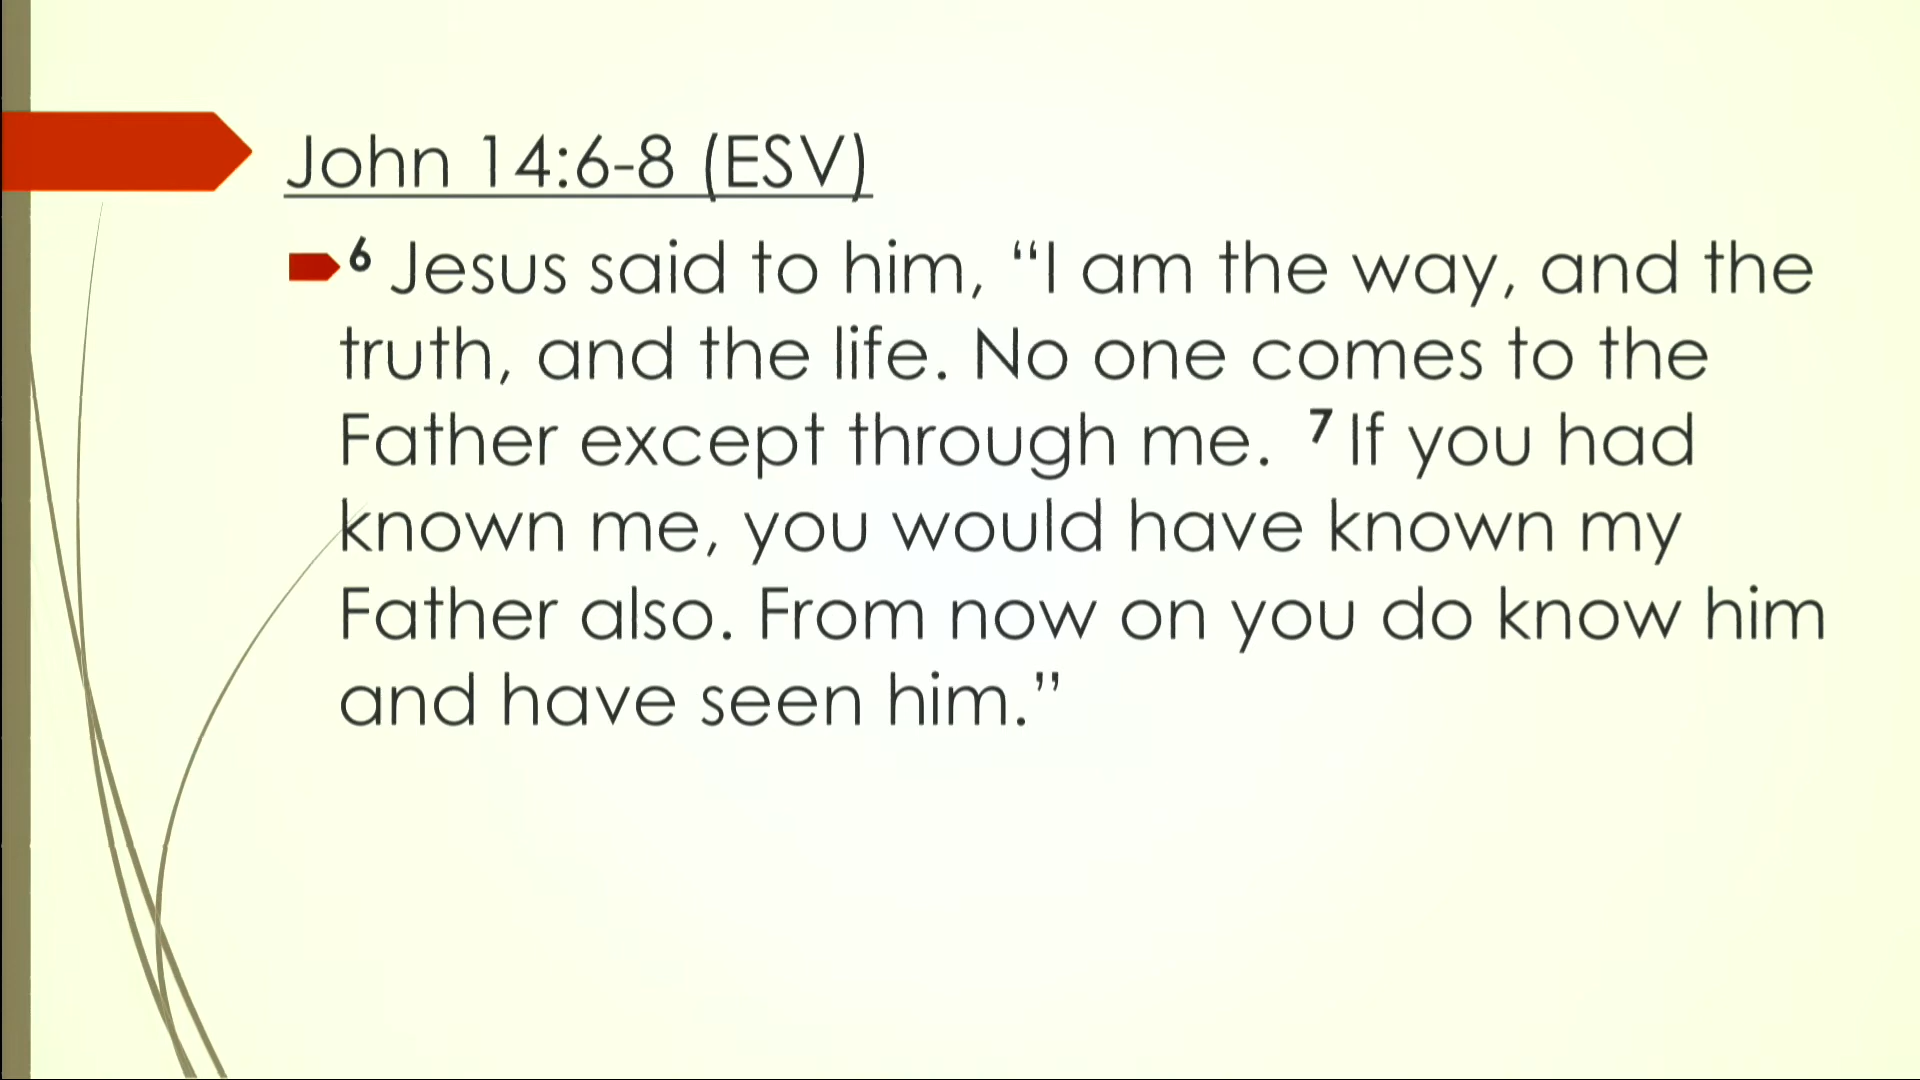 John 14:6-8 (ESV)
6 Jesus said to him, “I am the way, and the
truth, and the life. No one comes to the
Father except through me. 7 If you had
known me, you would have known my
Father also. From now on you do know him
and have seen him.”